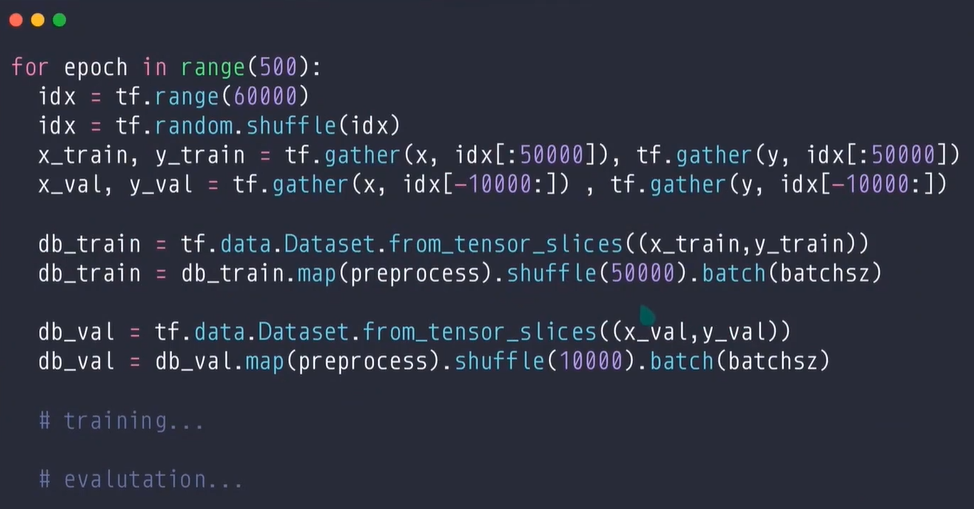 for epoch in range(500):
idx = tf.range(60000)
idx = tf.random.shuffle(idx)
x_train, y_train = tf.gather(x, idx[:50000]), tf.gather(y, idx[:50000])
x_val, y_val = tf.gather(x, idx[-10000:]) , tf.gather(y, idx[-10000:])
db_train = tf.data.Dataset.from_tensor_slices((x_train,y_train))
db_train = db_train.map(preprocess).shuffle(50000).batch(batchsz)
db_val = tf.data.Dataset.from_tensor_slices((x_val,y_val))
db_val = db_val.map(preprocess).shuffle(10000).batch(batchsz)
# training...
# evalutation...